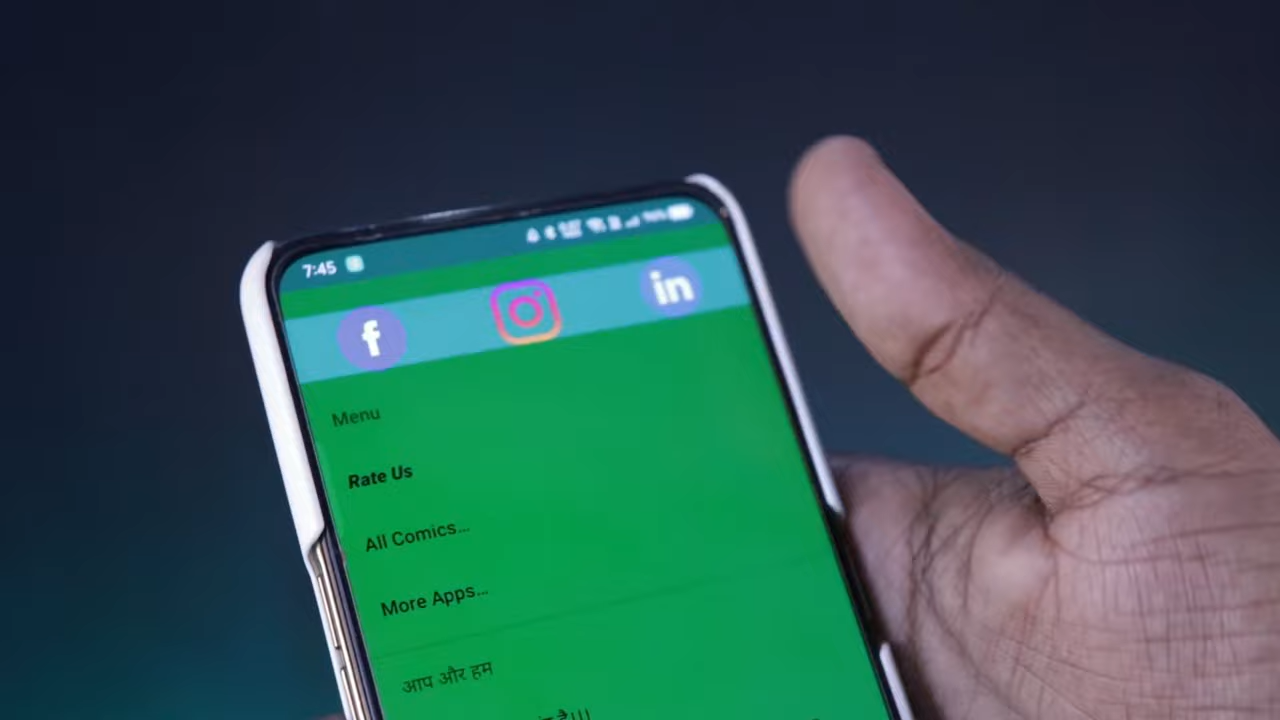 7:45
f
in
Menu
Rate Us
All Comics...
More Apps...
आप और हम